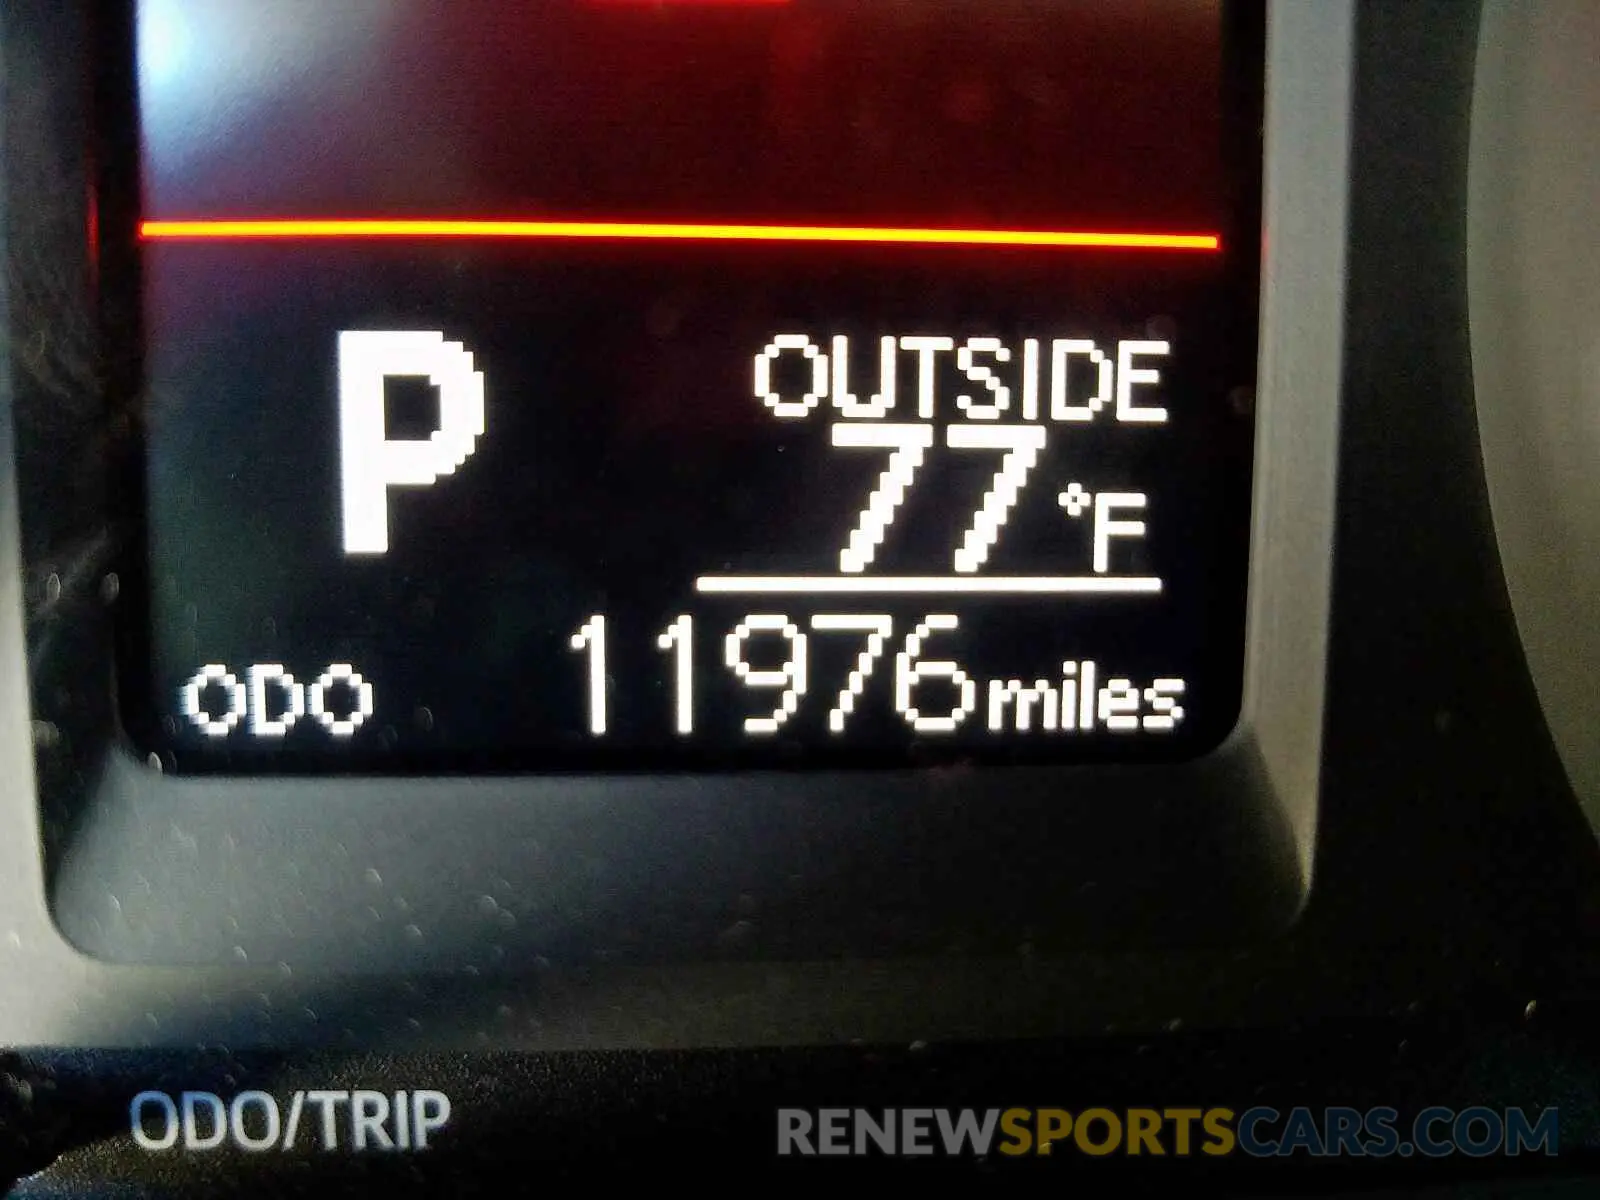 P
OUTSIDE
77 °F
ODO 11976 miles
ODO/TRIP
RENEWSPORTSCARS.COM